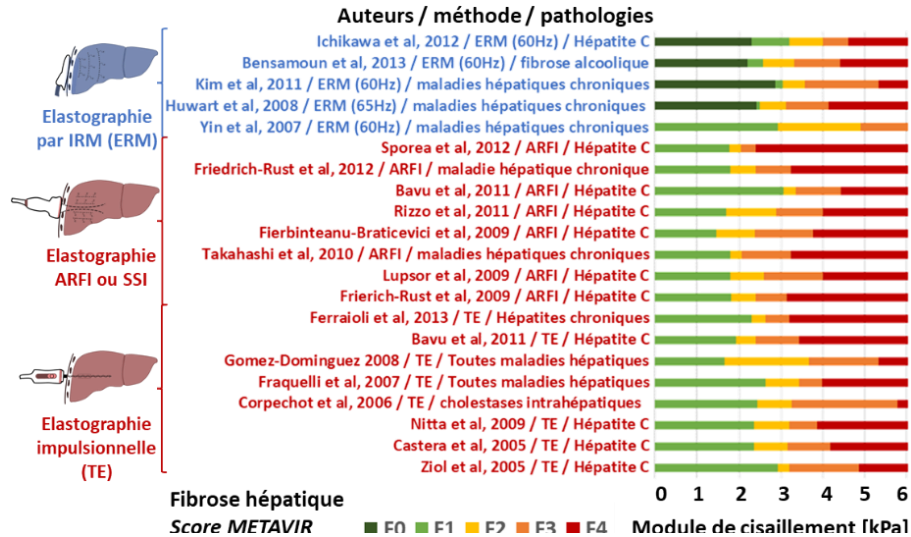 Auteurs / méthode / pathologies
Ichikawa et al, 2012 / ERM (60Hz) / Hépatite C
Bensamoun et al, 2013 / ERM (60Hz) / fibrose alcoolique
Kim et al, 2011 / ERM (60Hz) / maladies hépatiques chroniques
Huwart et al, 2008 / ERM (65Hz) / maladies hépatiques chroniques
Yin et al, 2007 / ERM (60Hz) / maladies hépatiques chroniques
Elastographie
par IRM (ERM)
Sporea et al, 2012 / ARFI / Hépatite C
Friedrich-Rust et al, 2012 / ARFI / maladie hépatique chronique
Bavu et al, 2011 / ARFI / Hépatite C
Rizzo et al, 2011 / ARFI / Hépatite C
Fierbinteanu-Braticevici et al, 2009 / ARFI / Hépatite C
Takahashi et al, 2010 / ARFI / maladies hépatiques chroniques
Lupsor et al, 2009 / ARFI / Hépatite C
Frierich-Rust et al, 2009 / ARFI / Hépatite C
Elastographie
ARFI ou SSI
Ferraioli et al, 2013 / TE / Hépatites chroniques
Bavu et al, 2011 / TE / Hépatite C
Gomez-Dominguez 2008 / TE / Toutes maladies hépatiques
Fraquelli et al, 2007 / TE / Toutes maladies hépatiques
Corpechot et al, 2006 / TE / cholestases intrahépatiques
Nitta et al, 2009 / TE / Hépatite C
Castera et al, 2005 / TE / Hépatite C
Ziol et al, 2005 / TE / Hépatite C
Elastographie
impulsionnelle
(TE)
0 1 2 3 4 5 6
Fibrose hépatique
Score METAVIR F0 F1 F2 F3 F4 Module de cisaillement [kPa]